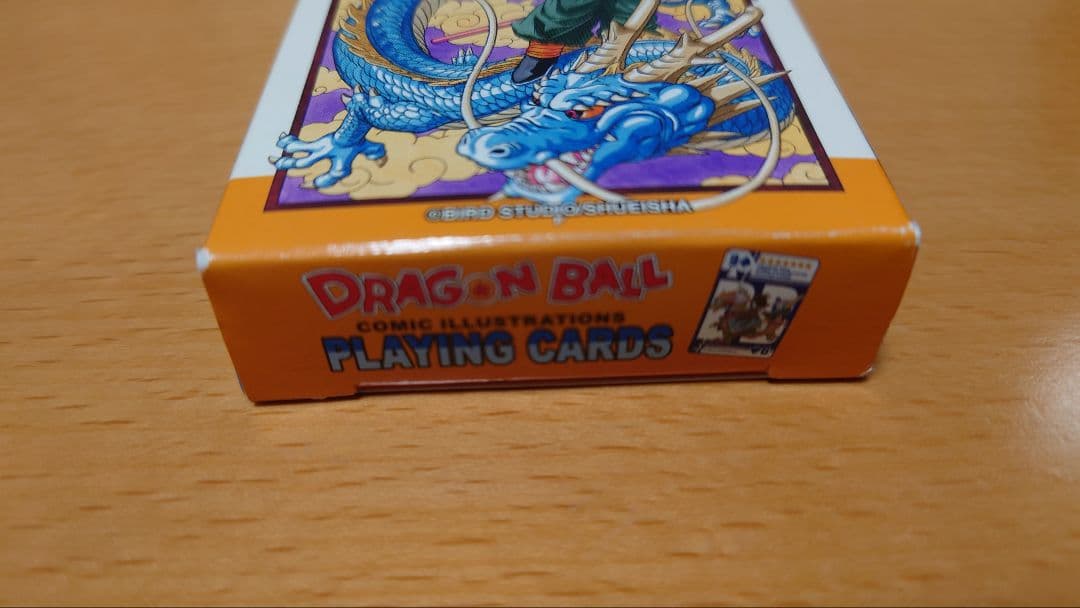 ©BIRD STUDIO/SHUEISHA
DRAGON BALL
COMIC ILLUSTRATIONS
PLAYING CARDS